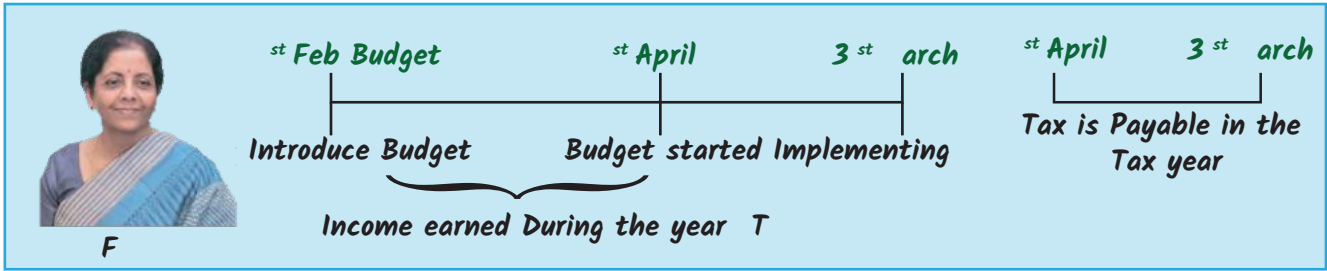 st Feb Budget
st April
3 st arch
st April
3 st arch
Introduce Budget
Budget started Implementing
Tax is Payable in the
Tax year
Income earned During the year T
F